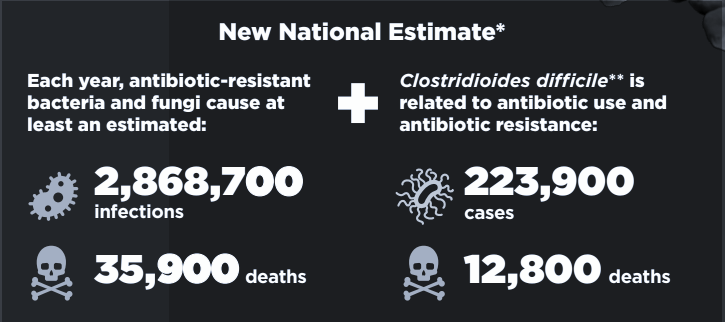 New National Estimate*
Each year, antibiotic-resistant
bacteria and fungi cause at
least an estimated:
2,868,700
infections
35,900 deaths
Clostridioides difficile** is
related to antibiotic use and
antibiotic resistance:
223,900
cases
12,800 deaths